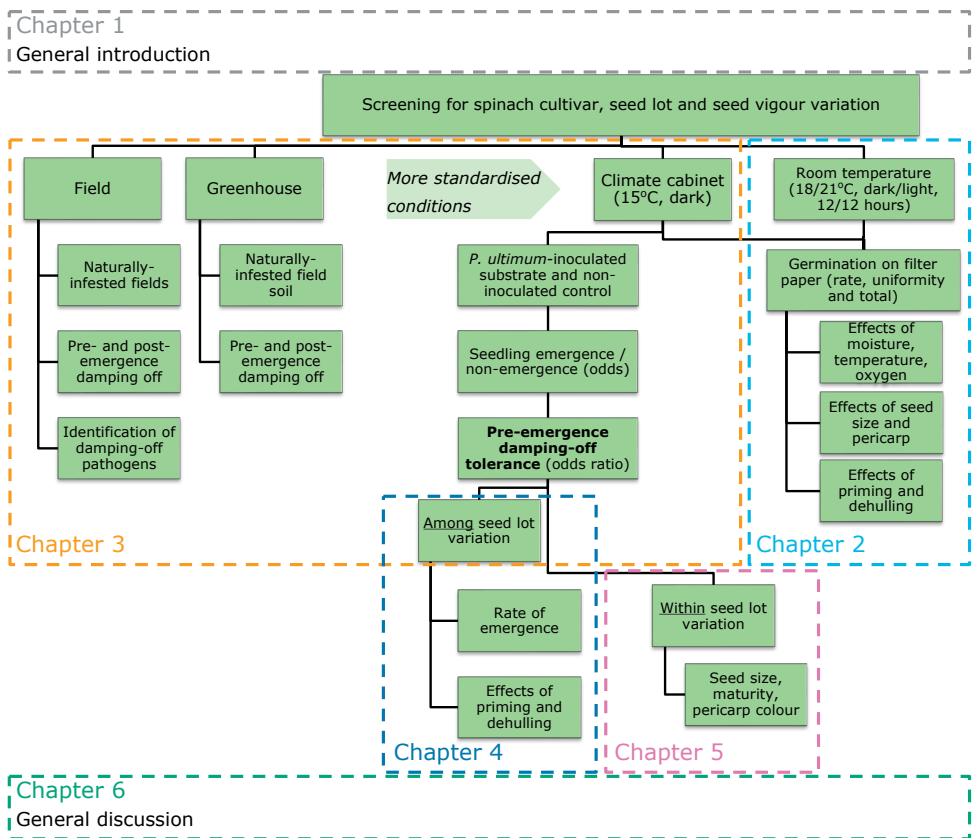 Chapter 1
General introduction
Screening for spinach cultivar, seed lot and seed vigour variation
Field
Greenhouse
More standardised
conditions
Climate cabinet
(15°C, dark)
Room temperature
(18/21°C, dark/light,
12/12 hours)
Naturally-
infested fields
Naturally-
infested field
soil
P. ultimum-inoculated
substrate and non-
inoculated control
Germination on filter
paper (rate, uniformity
and total)
Pre- and post-
emergence
damping off
Pre- and post-
emergence
damping off
Seedling emergence /
non-emergence (odds)
Effects of
moisture,
temperature,
oxygen
Identification of
damping-off
pathogens
Pre-emergence
damping-off
tolerance (odds ratio)
Effects of seed
size and
pericarp
Effects of
priming and
dehulling
Among seed lot
variation
Chapter 3
Chapter 2
Rate of
emergence
Within seed lot
variation
Effects of
priming and
dehulling
Seed size,
maturity,
pericarp colour
Chapter 4
Chapter 5
Chapter 6
General discussion